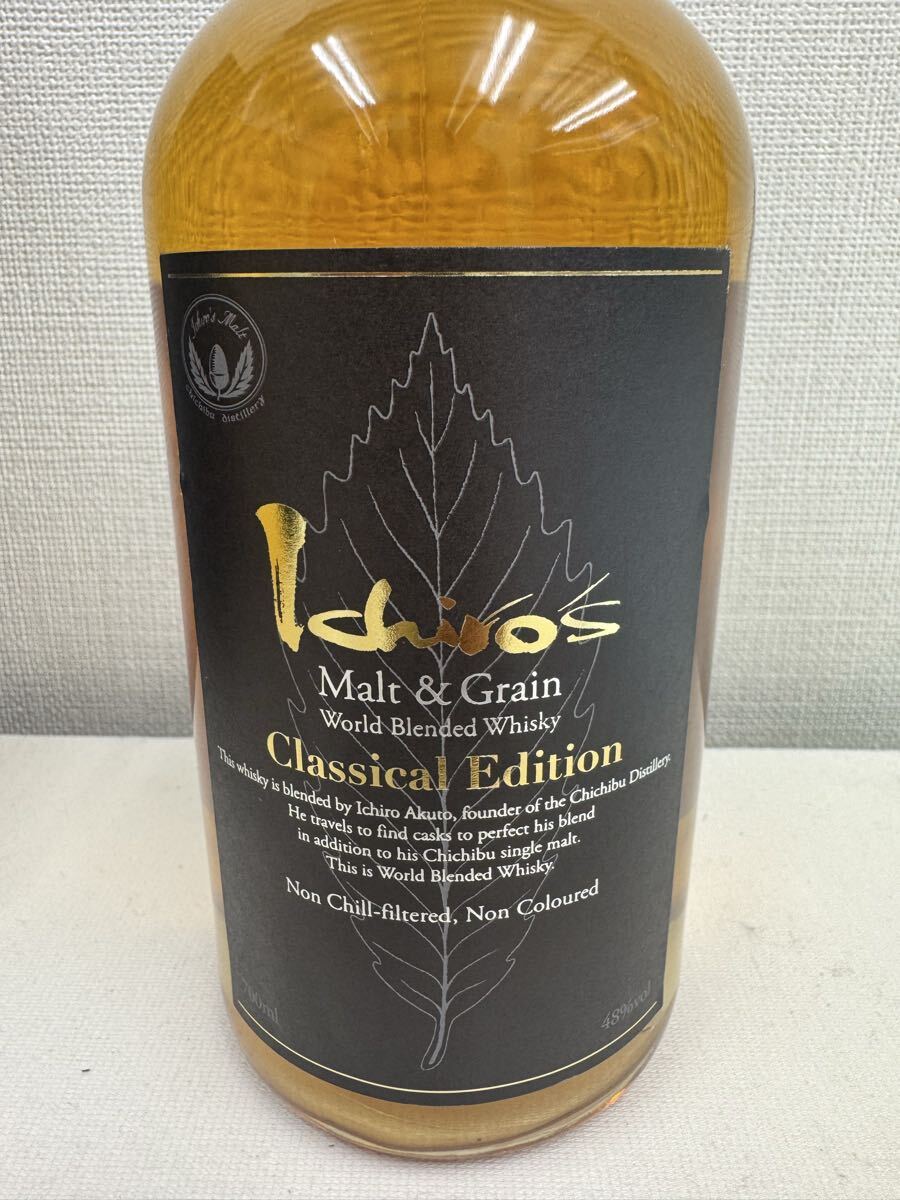 Ichiro's Malt
Chichibu Distillery
Ichiro's
Malt & Grain
World Blended Whisky
Classical Edition
This whisky is blended by Ichiro Akuto, founder of the Chichibu Distillery.
He travels to find casks to perfect his blend
in addition to his Chichibu single malt.
This is World Blended Whisky.
Non Chill-filtered, Non Coloured
700ml
48%vol